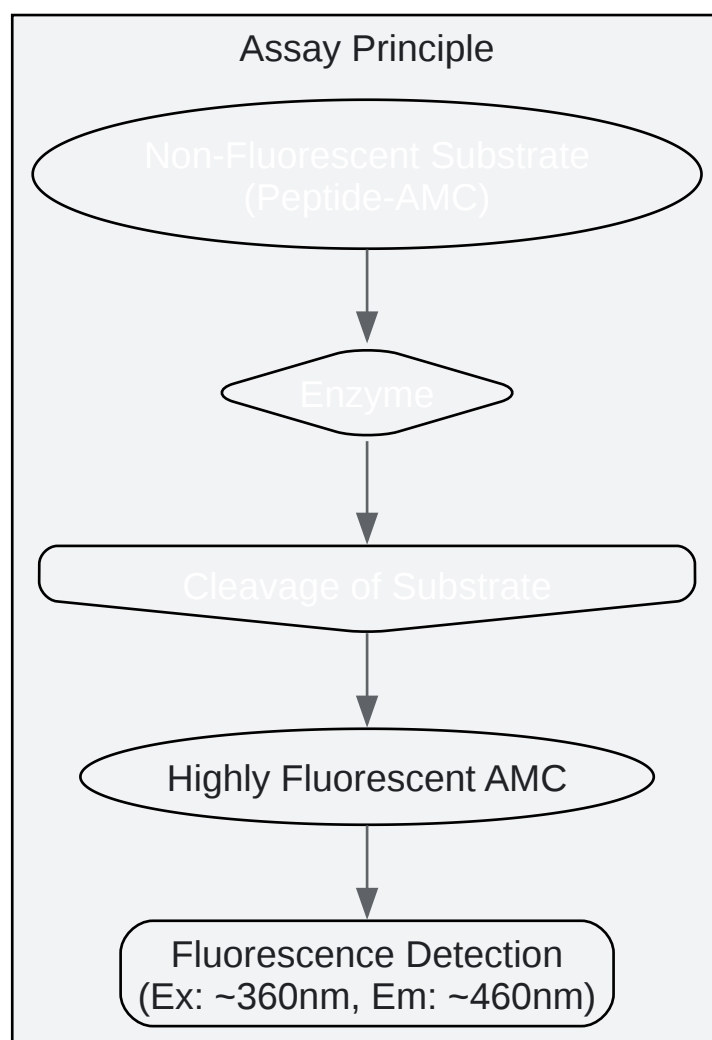 Assay Principle
Non-Fluorescent Substrate
(Peptide-AMC)
Enzyme
Cleavage of Substrate
Highly Fluorescent AMC
Fluorescence Detection
(Ex: ~360nm, Em: ~460nm)